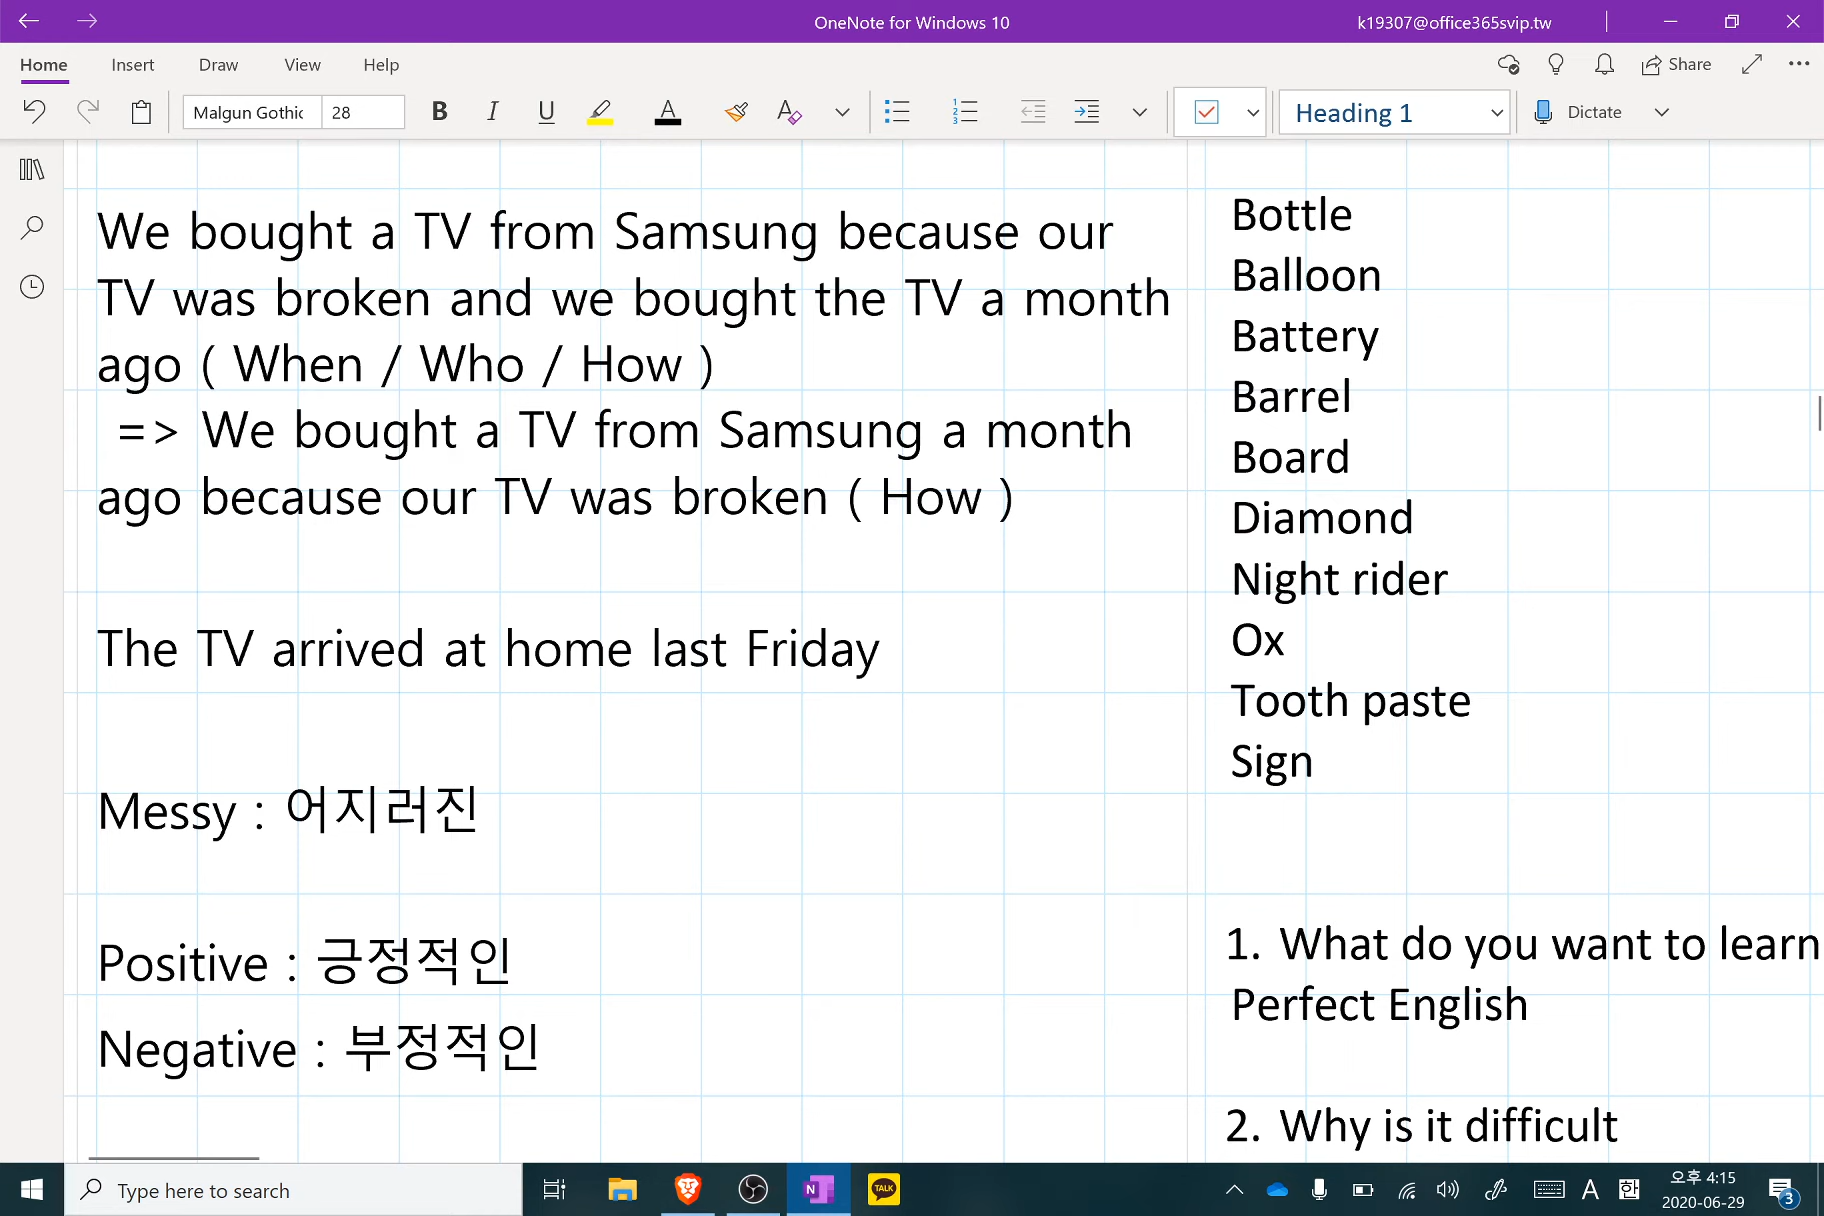 OneNote for Windows 10
k19307@office365svip.tw
Home Insert Draw View Help
Share
Malgun Gothic 28 B I U A A Heading 1 Dictate
We bought a TV from Samsung because our
TV was broken and we bought the TV a month
ago ( When / Who / How )
=> We bought a TV from Samsung a month
ago because our TV was broken ( How )
The TV arrived at home last Friday
Messy : 어지러진
Positive : 긍정적인
Negative : 부정적인
Bottle
Balloon
Battery
Barrel
Board
Diamond
Night rider
Ox
Tooth paste
Sign
1. What do you want to learn
Perfect English
2. Why is it difficult
Type here to search
N
TALK
A 한
오후 4:15
2020-06-29
3